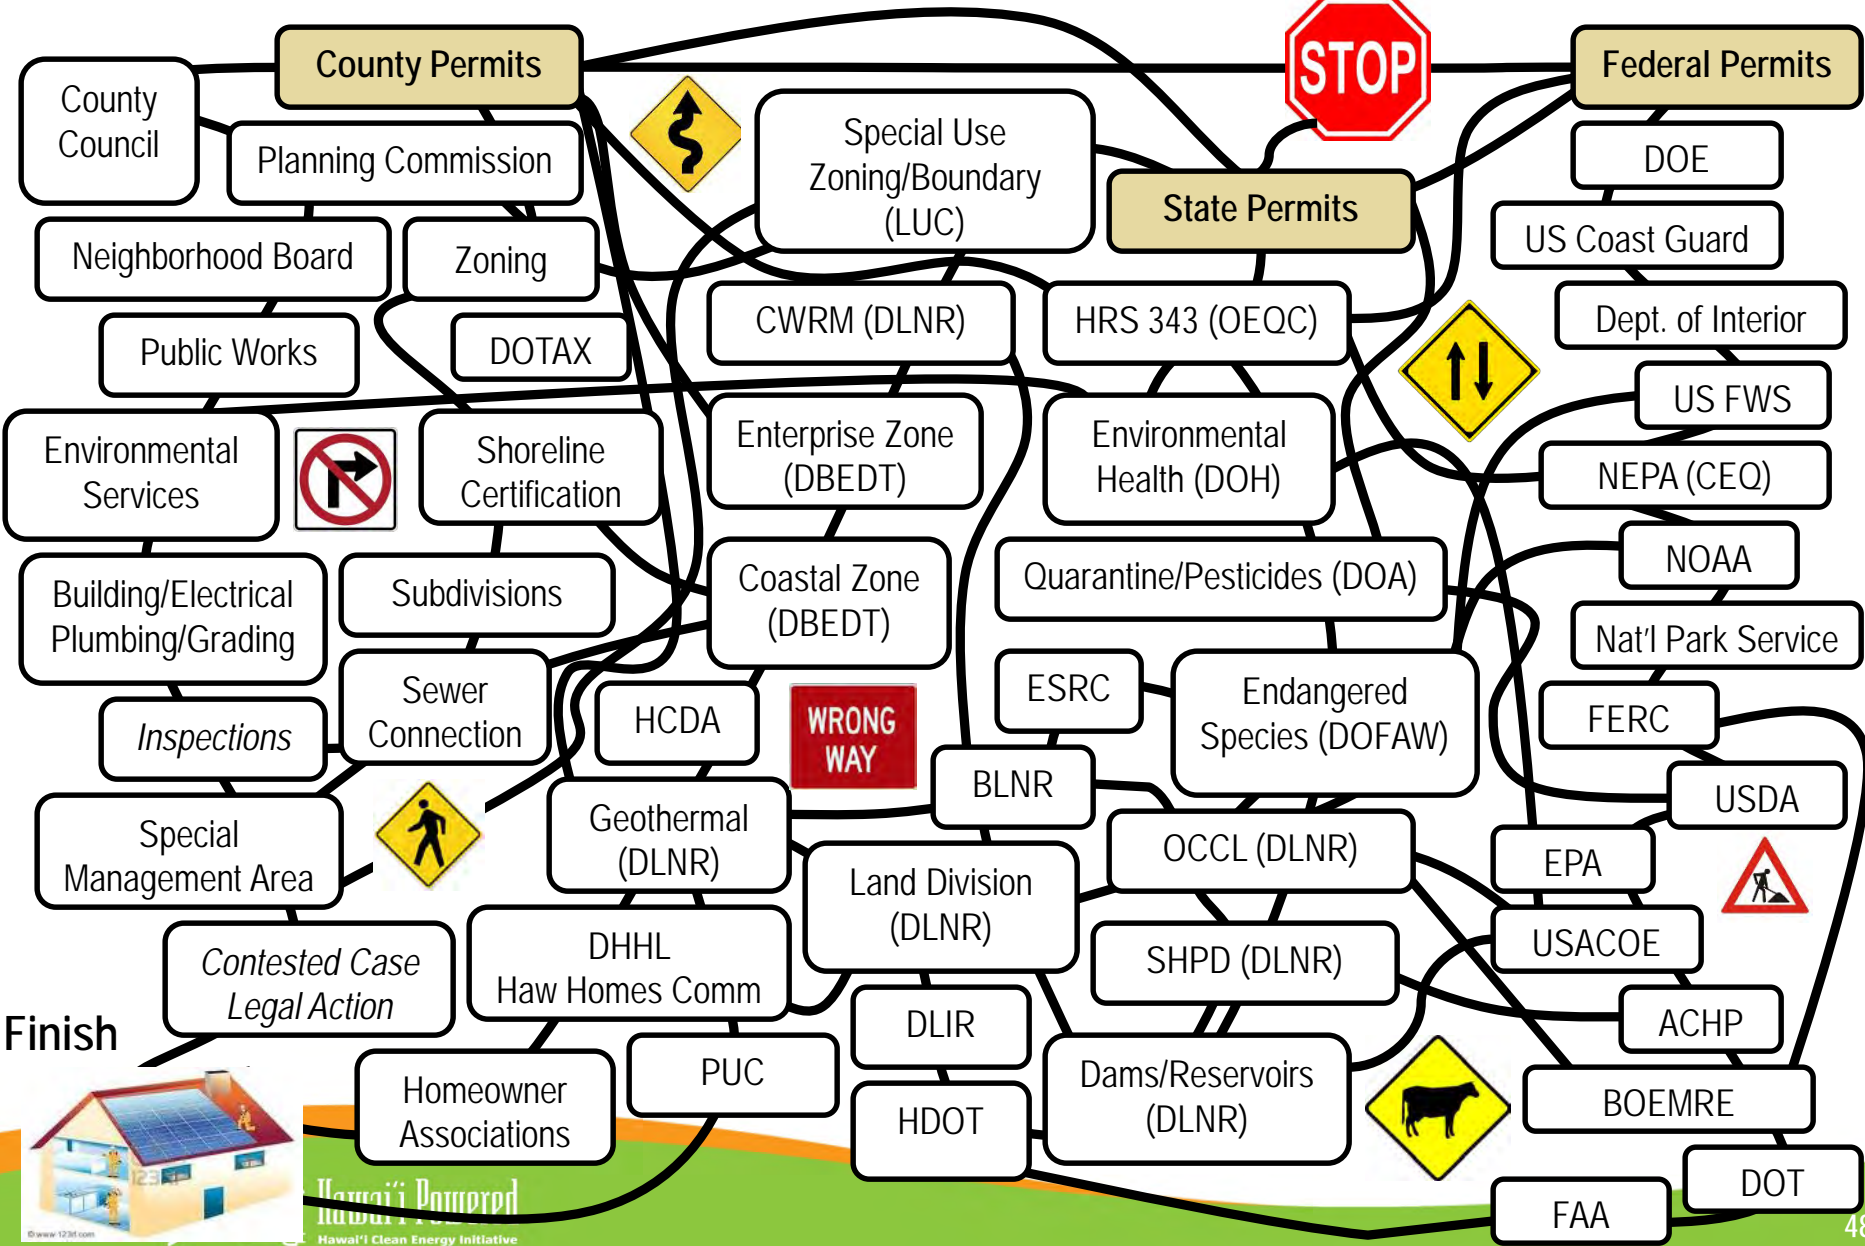 County Permits
STOP
Federal Permits
County
Council
Planning Commission
Special Use
Zoning/Boundary
(LUC)
State Permits
DOE
Neighborhood Board
Zoning
US Coast Guard
Public Works
DOTAX
CWRM (DLNR)
HRS 343 (OEQC)
Dept. of Interior
US FWS
Environmental
Services
Shoreline
Certification
Enterprise Zone
(DBEDT)
Environmental
Health (DOH)
NEPA (CEQ)
NOAA
Building/Electrical
Plumbing/Grading
Subdivisions
Coastal Zone
(DBEDT)
Quarantine/Pesticides (DOA)
Nat'l Park Service
Inspections
Sewer
Connection
HCDA
WRONG
WAY
ESRC
Endangered
Species (DOFAW)
FERC
BLNR
USDA
Special
Management Area
Geothermal
(DLNR)
Land Division
(DLNR)
OCCL (DLNR)
EPA
Contested Case
Legal Action
DHHL
Haw Homes Comm
SHPD (DLNR)
USACOE
Finish
DLIR
ACHP
Homeowner
Associations
PUC
HDOT
Dams/Reservoirs
(DLNR)
BOEMRE
DOT
FAA
Hawai'i Powered
Hawai'i Clean Energy Initiative
48